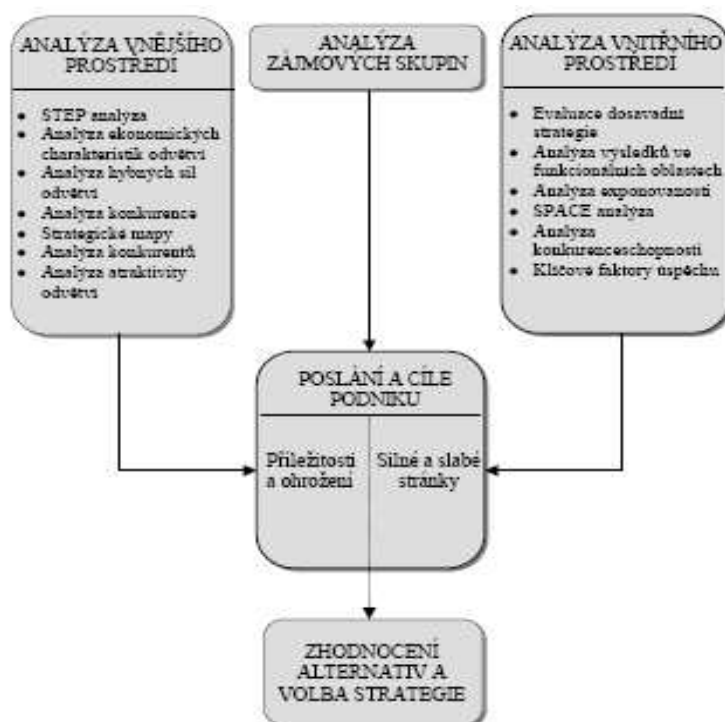 ANALÝZA VNĚJŠÍHO
PROSTŘEDÍ
• STEP analýza
• Analýza ekonomických
charakteristik odvětví
• Analýza hybných sil
odvětví
• Analýza konkurence
• Strategické mapy
• Analýza konkurentů
• Analýza atraktivity
odvětví
ANALÝZA
ZÁJMOVÝCH SKUPIN
ANALÝZA VNITŘNÍHO
PROSTŘEDÍ
• Evaluace dosavadní
strategie
• Analýza výsledků ve
funkcionálních oblastech
• Analýza exponovanosti
• SPACE analýza
• Analýza
konkurenceschopnosti
• Klíčové faktory úspěchu
POSLÁNÍ A CÍLE
PODNIKU
Příležitosti
a ohrožení
Silné a slabé
stránky
ZHODNOCENÍ
ALTERNATIV A
VOLBA STRATEGIE